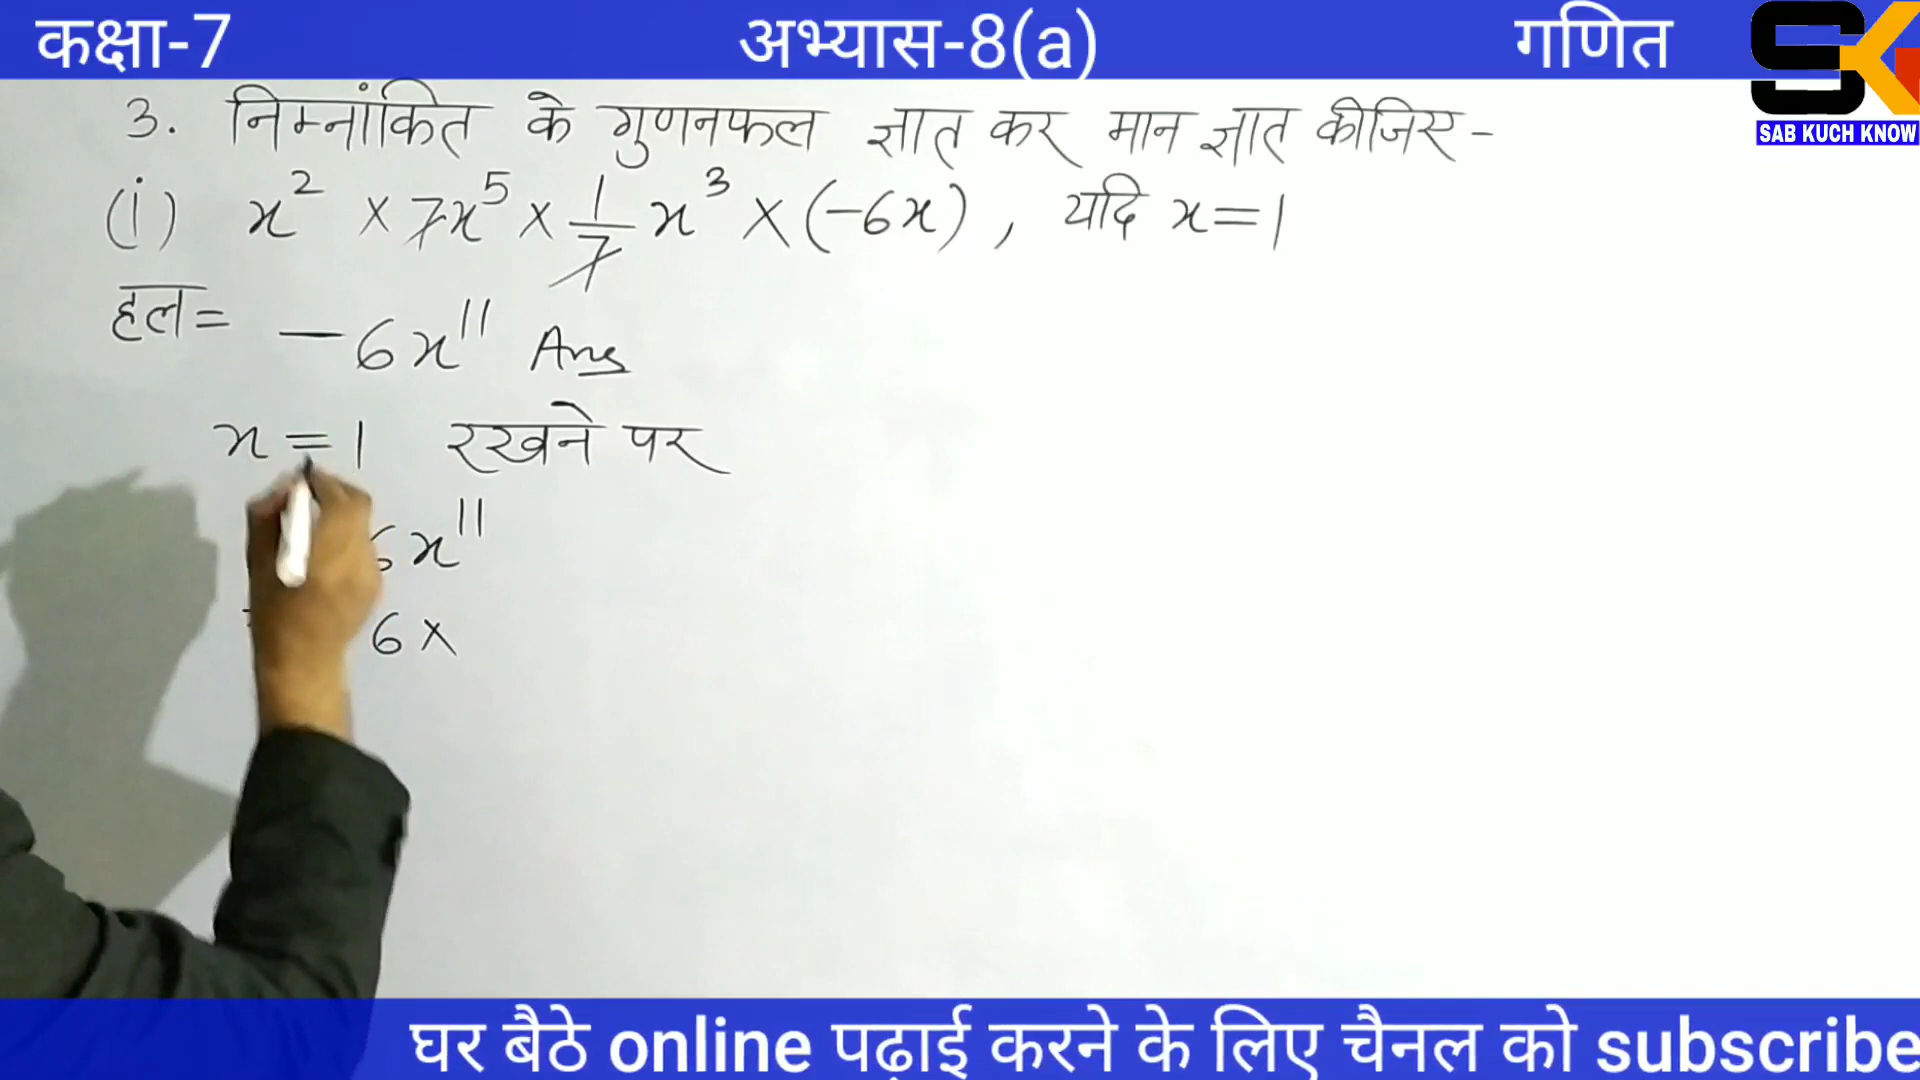 कक्षा-7 अभ्यास-8(a) गणित
SAB KUCH KNOW
3. निम्नांकित के गुणनफल ज्ञात कर मान ज्ञात कीजिए-
(i) x² × 7x⁵ × 1/7 x³ × (-6x), यदि x=1
हल= -6x¹¹ Ans
x=1 रखने पर
6x¹¹
6×
घर बैठे online पढ़ाई करने के लिए चैनल को subscribe